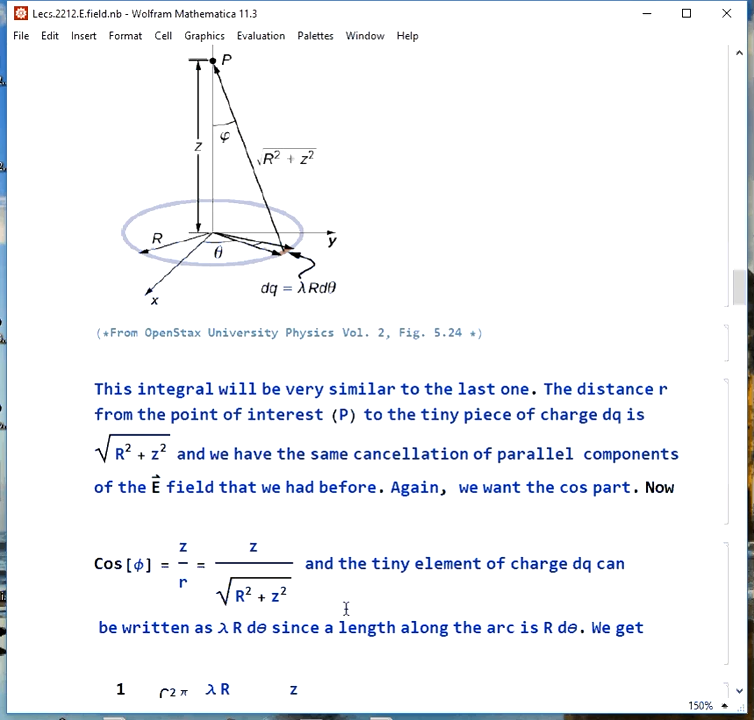 Lecs.2212.E.field.nb - Wolfram Mathematica 11.3
File Edit Insert Format Cell Graphics Evaluation Palettes Window Help
P
φ
z
√R² + z²
R
y
θ
dq = λRdθ
x
(*From OpenStax University Physics Vol. 2, Fig. 5.24 *)
This integral will be very similar to the last one. The distance r
from the point of interest (P) to the tiny piece of charge dq is
√R² + z² and we have the same cancellation of parallel components
of the E⃗ field that we had before. Again, we want the cos part. Now
Cos[ϕ] = z/r = z/√R² + z² and the tiny element of charge dq can
be written as λ R dθ since a length along the arc is R dθ. We get
1 ∫2π λ R z
150%